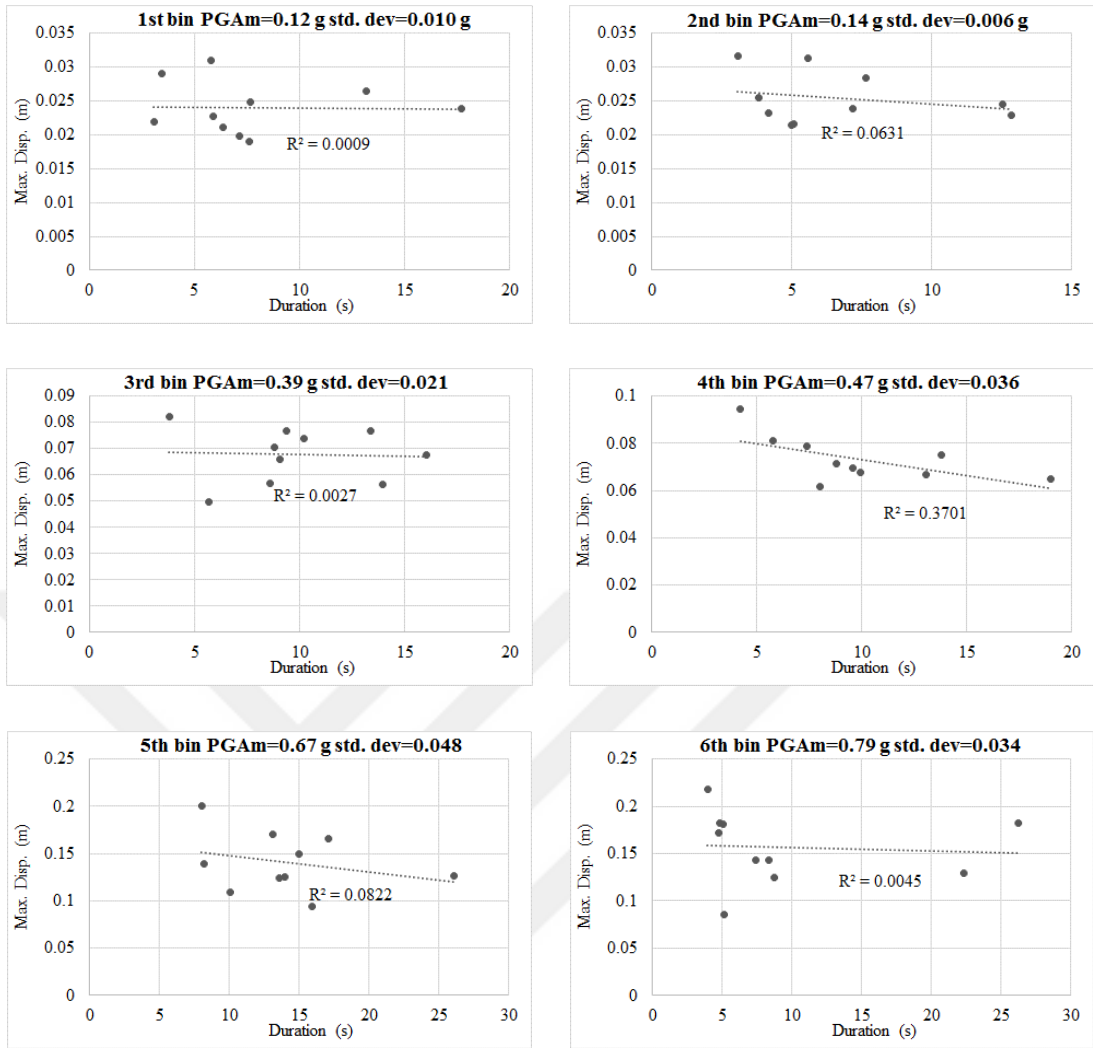 1st bin PGAm=0.12 g std. dev=0.010 g
0.035
0.03
0.025
0.02
0.015
0.01
0.005
0
Max. Disp. (m)
R² = 0.0009
0 5 10 15 20
Duration (s)
2nd bin PGAm=0.14 g std. dev=0.006 g
0.035
0.03
0.025
0.02
0.015
0.01
0.005
0
Max. Disp. (m)
R² = 0.0631
0 5 10 15
Duration (s)
3rd bin PGAm=0.39 g std. dev=0.021
0.09
0.08
0.07
0.06
0.05
0.04
0.03
0.02
0.01
0
Max. Disp. (m)
R² = 0.0027
0 5 10 15 20
Duration (s)
4th bin PGAm=0.47 g std. dev=0.036
0.1
0.08
0.06
0.04
0.02
0
Max. Disp. (m)
R² = 0.3701
0 5 10 15 20
Duration (s)
5th bin PGAm=0.67 g std. dev=0.048
0.25
0.2
0.15
0.1
0.05
0
Max. Disp. (m)
R² = 0.0822
0 5 10 15 20 25 30
Duration (s)
6th bin PGAm=0.79 g std. dev=0.034
0.25
0.2
0.15
0.1
0.05
0
Max. Disp. (m)
R² = 0.0045
0 5 10 15 20 25 30
Duration (s)